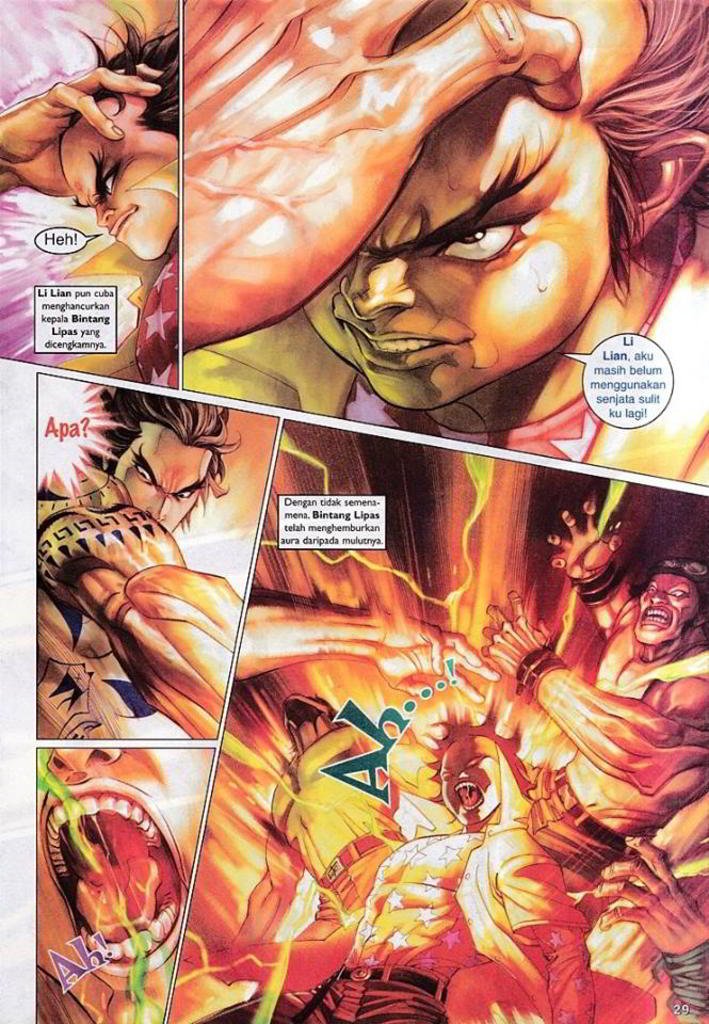 Heh!
Li Lian pun cuba
menghancurkan
kepala Bintang
Lipas yang
dicengkamnya.
Li
Lian, aku
masih belum
menggunakan
senjata sulit
ku lagi!
Apa?
Dengan tidak semena-
mena, Bintang Lipas
telah menghemburkan
aura daripada mulutnya.
Ah....!
Ah!
29